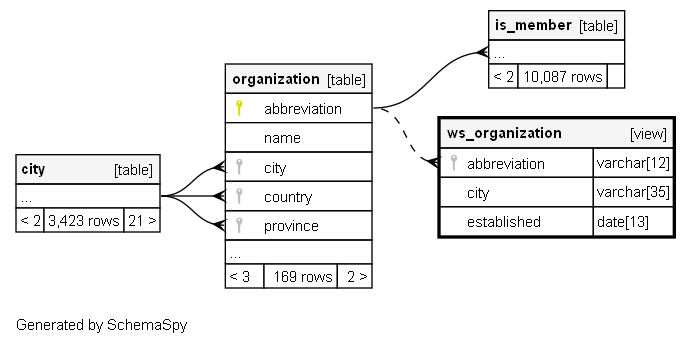 is_member [table]
...
< 2 10,087 rows
organization [table]
abbreviation
name
city
country
province
...
< 3 169 rows 2 >
ws_organization [view]
abbreviation varchar[12]
city varchar[35]
established date[13]
city [table]
...
< 2 3,423 rows 21 >
Generated by SchemaSpy